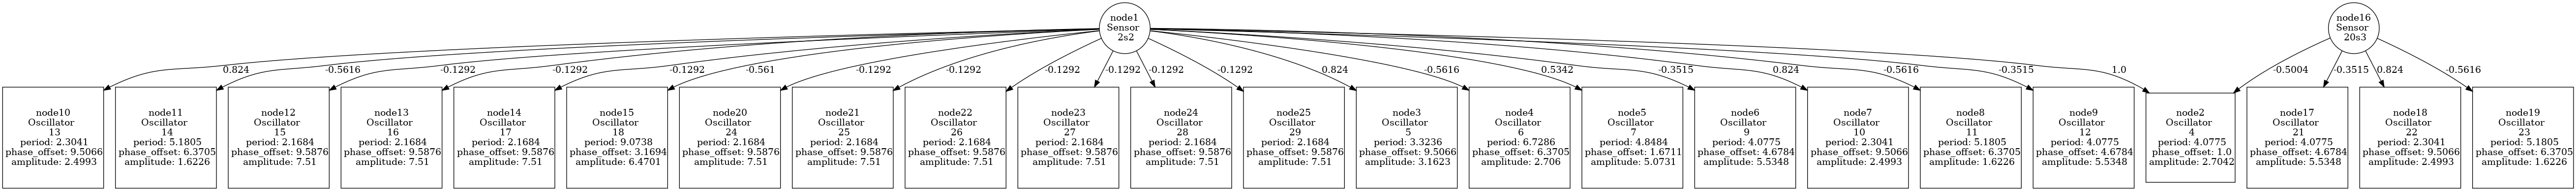 node1
Sensor
2s2
node16
Sensor
20s3
0.824
-0.5616
-0.1292
-0.1292
-0.1292
-0.561
-0.1292
-0.1292
-0.1292
-0.1292
-0.1292
-0.1292
0.824
-0.5616
0.5342
-0.3515
0.824
-0.5616
-0.3515
1.0
-0.5004
-0.3515
0.824
-0.5616
node10
Oscillator
13
period: 2.3041
phase_offset: 9.5066
amplitude: 2.4993
node11
Oscillator
14
period: 5.1805
phase_offset: 6.3705
amplitude: 1.6226
node12
Oscillator
15
period: 2.1684
phase_offset: 9.5876
amplitude: 7.51
node13
Oscillator
16
period: 2.1684
phase_offset: 9.5876
amplitude: 7.51
node14
Oscillator
17
period: 2.1684
phase_offset: 9.5876
amplitude: 7.51
node15
Oscillator
18
period: 9.0738
phase_offset: 3.1694
amplitude: 6.4701
node20
Oscillator
24
period: 2.1684
phase_offset: 9.5876
amplitude: 7.51
node21
Oscillator
25
period: 2.1684
phase_offset: 9.5876
amplitude: 7.51
node22
Oscillator
26
period: 2.1684
phase_offset: 9.5876
amplitude: 7.51
node23
Oscillator
27
period: 2.1684
phase_offset: 9.5876
amplitude: 7.51
node24
Oscillator
28
period: 2.1684
phase_offset: 9.5876
amplitude: 7.51
node25
Oscillator
29
period: 2.1684
phase_offset: 9.5876
amplitude: 7.51
node3
Oscillator
5
period: 3.3236
phase_offset: 9.5066
amplitude: 3.1623
node4
Oscillator
6
period: 6.7286
phase_offset: 6.3705
amplitude: 2.706
node5
Oscillator
7
period: 4.8484
phase_offset: 1.6711
amplitude: 5.0731
node6
Oscillator
9
period: 4.0775
phase_offset: 4.6784
amplitude: 5.5348
node7
Oscillator
10
period: 2.3041
phase_offset: 9.5066
amplitude: 2.4993
node8
Oscillator
11
period: 5.1805
phase_offset: 6.3705
amplitude: 1.6226
node9
Oscillator
12
period: 4.0775
phase_offset: 4.6784
amplitude: 5.5348
node2
Oscillator
4
period: 4.0775
phase_offset: 1.0
amplitude: 2.7042
node17
Oscillator
21
period: 4.0775
phase_offset: 4.6784
amplitude: 5.5348
node18
Oscillator
22
period: 2.3041
phase_offset: 9.5066
amplitude: 2.4993
node19
Oscillator
23
period: 5.1805
phase_offset: 6.3705
amplitude: 1.6226